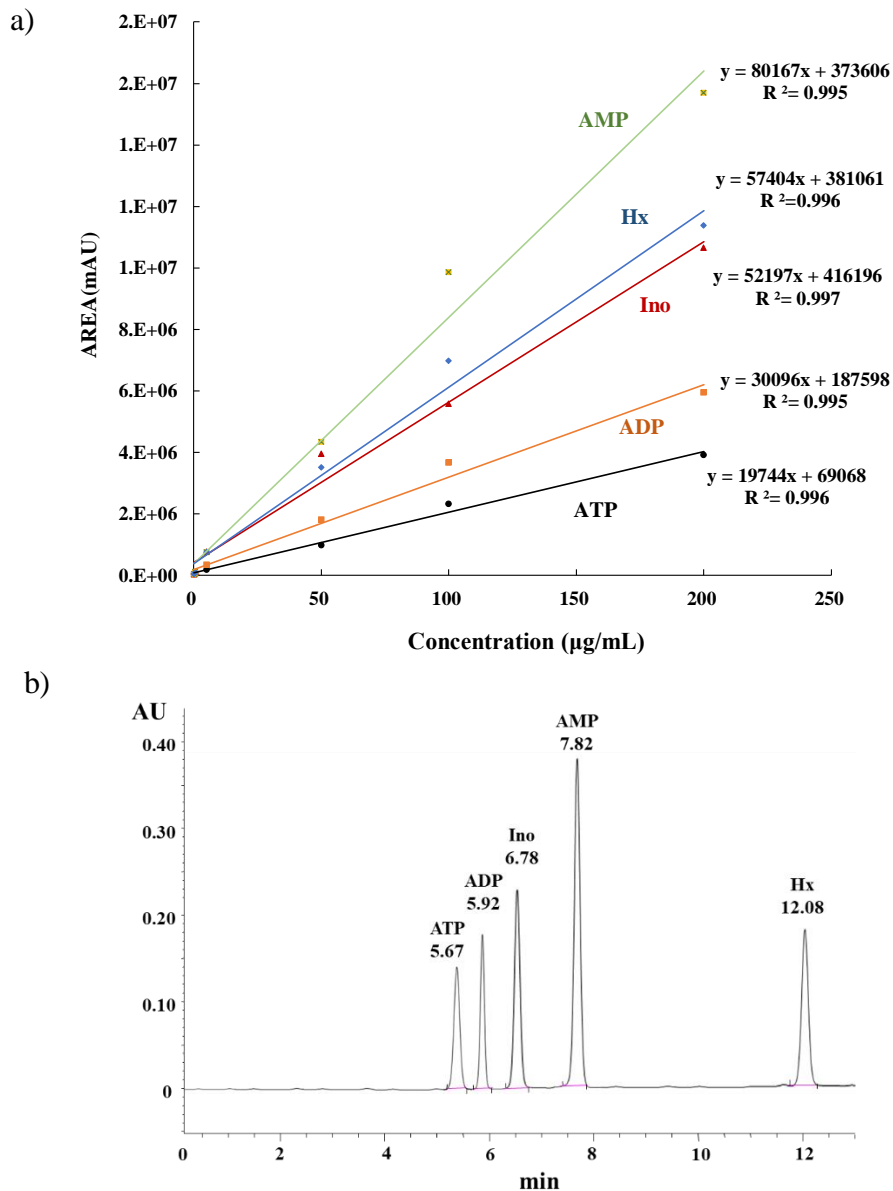 a)
2.E+07
2.E+07
1.E+07
1.E+07
1.E+07
8.E+06
6.E+06
4.E+06
2.E+06
0.E+00
AREA(mAU)
0
50
100
150
200
250
Concentration (µg/mL)
AMP
Hx
Ino
ADP
ATP
y = 80167x + 373606
R ²= 0.995
y = 57404x + 381061
R ²=0.996
y = 52197x + 416196
R ²= 0.997
y = 30096x + 187598
R ²= 0.995
y = 19744x + 69068
R ²= 0.996
b)
AU
0.40
0.30
0.20
0.10
0
ATP
5.67
ADP
5.92
Ino
6.78
AMP
7.82
Hx
12.08
0 2 4 6 8 10 12
min